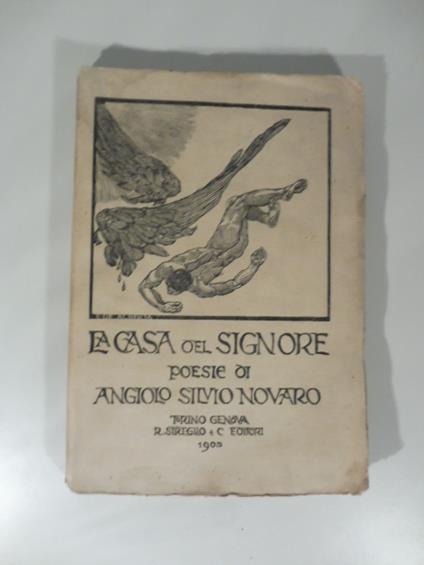 LA CASA DEL SIGNORE
POESIE DI
ANGIOLO SILVIO NOVARO
TORINO GENOVA
R. STREGLIO & C EDITORI
1905